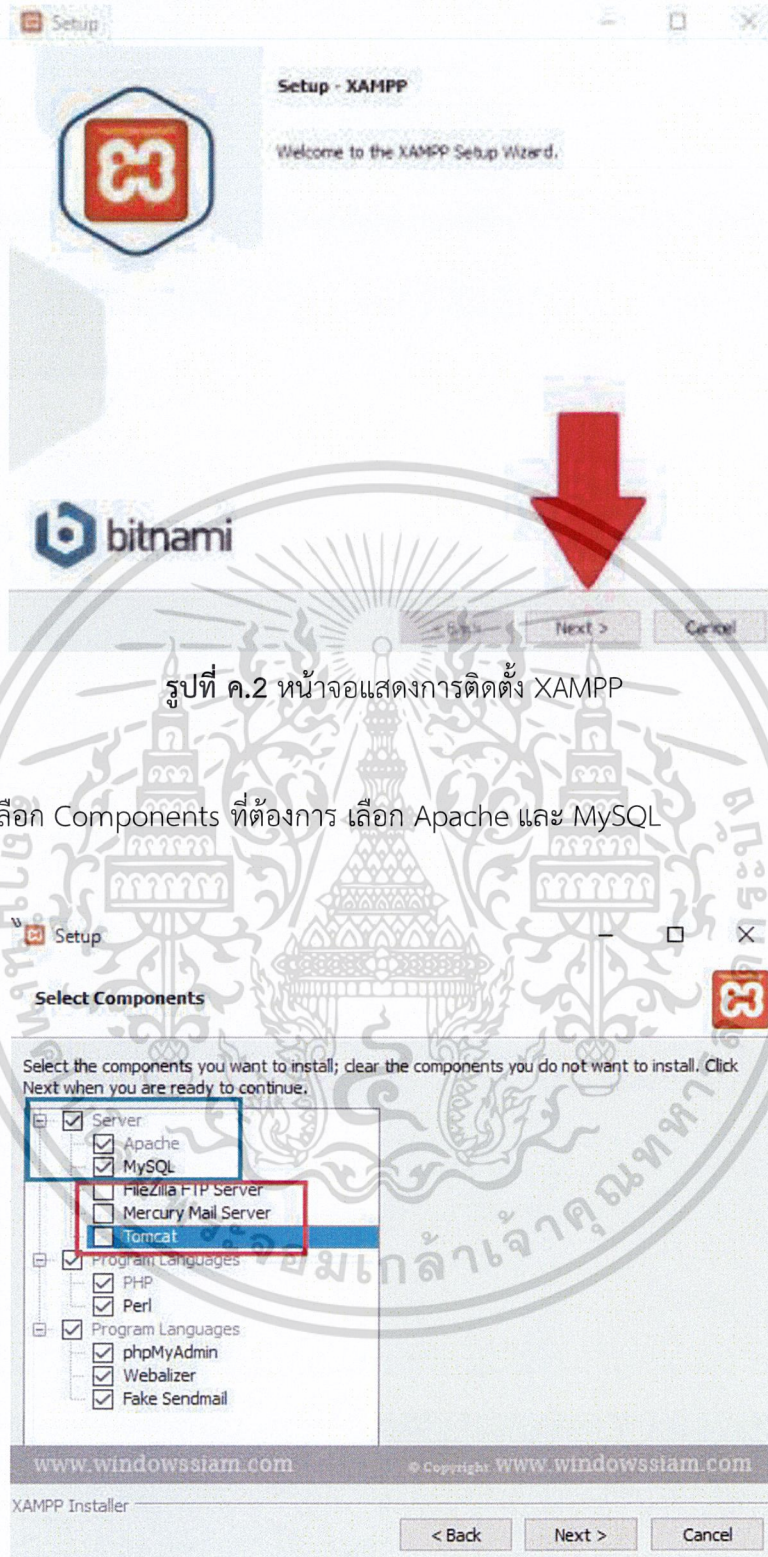 Setup
Setup - XAMPP
Welcome to the XAMPP Setup Wizard.
bitnami
< Back
Next >
Cancel
รูปที่ ค.2 หน้าจอแสดงการติดตั้ง XAMPP
ลือก Components ที่ต้องการ เลือก Apache และ MySQL
Setup
Select Components
Select the components you want to install; clear the components you do not want to install. Click
Next when you are ready to continue.
Server
Apache
MySQL
FileZilla FTP Server
Mercury Mail Server
Tomcat
Program Languages
PHP
Perl
Program Languages
phpMyAdmin
Webalizer
Fake Sendmail
www.windowssiam.com
© Copyright www.windowssiam.com
XAMPP Installer
< Back
Next >
Cancel